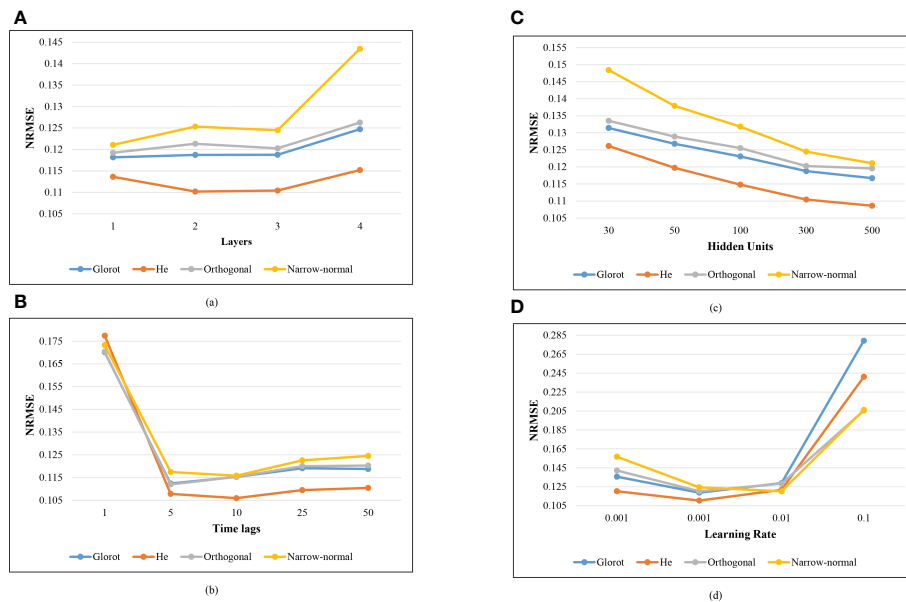 A
NRMSE
0.145
0.14
0.135
0.13
0.125
0.12
0.115
0.11
0.105
1 2 3 4
Layers
Glorot He Orthogonal Narrow-normal
(a)
B
NRMSE
0.175
0.165
0.155
0.145
0.135
0.125
0.115
0.105
1 5 10 25 50
Time lags
Glorot He Orthogonal Narrow-normal
(b)
C
NRMSE
0.155
0.15
0.145
0.14
0.135
0.13
0.125
0.12
0.115
0.11
0.105
30 50 100 300 500
Hidden Units
Glorot He Orthogonal Narrow-normal
(c)
D
NRMSE
0.285
0.265
0.245
0.225
0.205
0.185
0.165
0.145
0.125
0.105
0.001 0.001 0.01 0.1
Learning Rate
Glorot He Orthogonal Narrow-normal
(d)